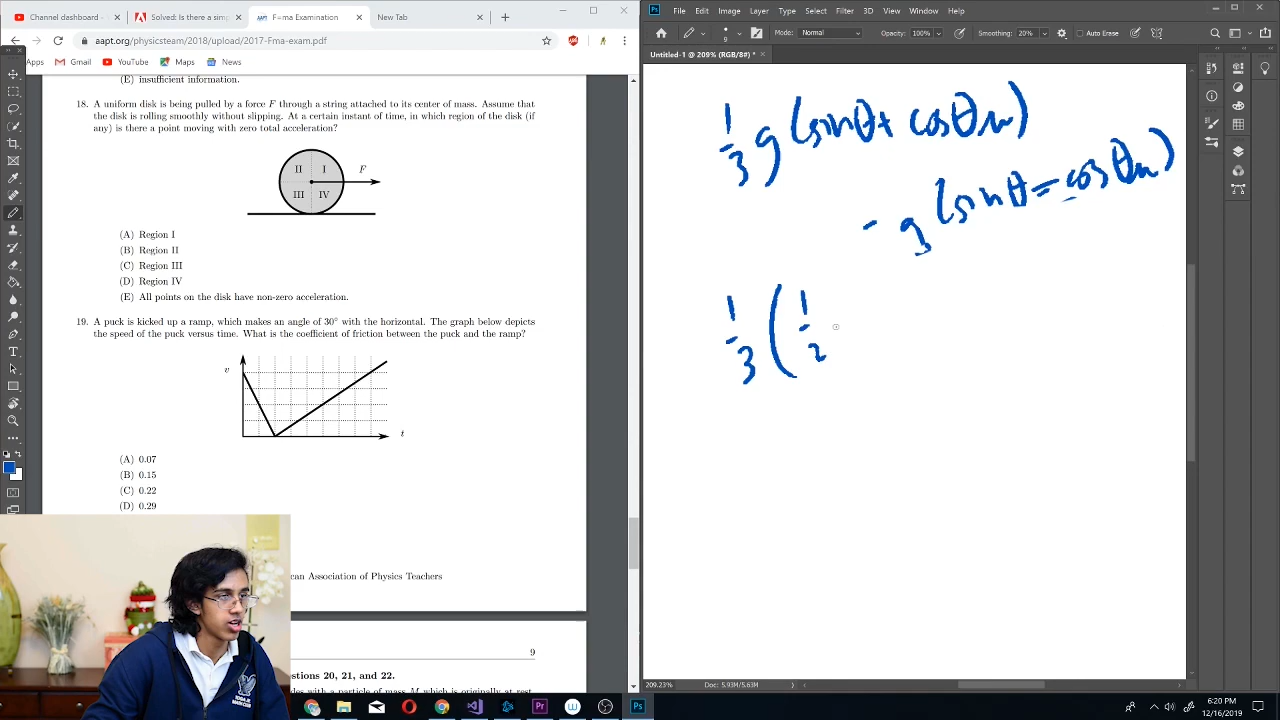 Channel dashboard -
Solved: Is there a simp
F=ma Examination
New Tab
aapt.org/physicsteam/2018/upload/2017-Fma-exam.pdf
Apps
Gmail
YouTube
Maps
News
(E) insufficient information.
18. A uniform disk is being pulled by a force F through a string attached to its center of mass. Assume that
the disk is rolling smoothly without slipping. At a certain instant of time, in which region of the disk (if
any) is there a point moving with zero total acceleration?
II I
F
III IV
(A) Region I
(B) Region II
(C) Region III
(D) Region IV
(E) All points on the disk have non-zero acceleration.
19. A puck is kicked up a ramp, which makes an angle of 30° with the horizontal. The graph below depicts
the speed of the puck versus time. What is the coefficient of friction between the puck and the ramp?
v
t
(A) 0.07
(B) 0.15
(C) 0.22
(D) 0.29
can Association of Physics Teachers
9
estions 20, 21, and 22.
Ps
File Edit Image Layer Type Select Filter 3D View Window Help
Mode: Normal
Opacity: 100%
Smoothing: 20%
Auto Erase
Untitled-1 @ 209% (RGB/8#) *
1/3 g (sinθ + cosθ μ)
- g (sinθ - cosθ μ)
1/3 ( 1/2
209.23%
Doc: 5.93M/5.63M
6:20 PM
12/16/2019